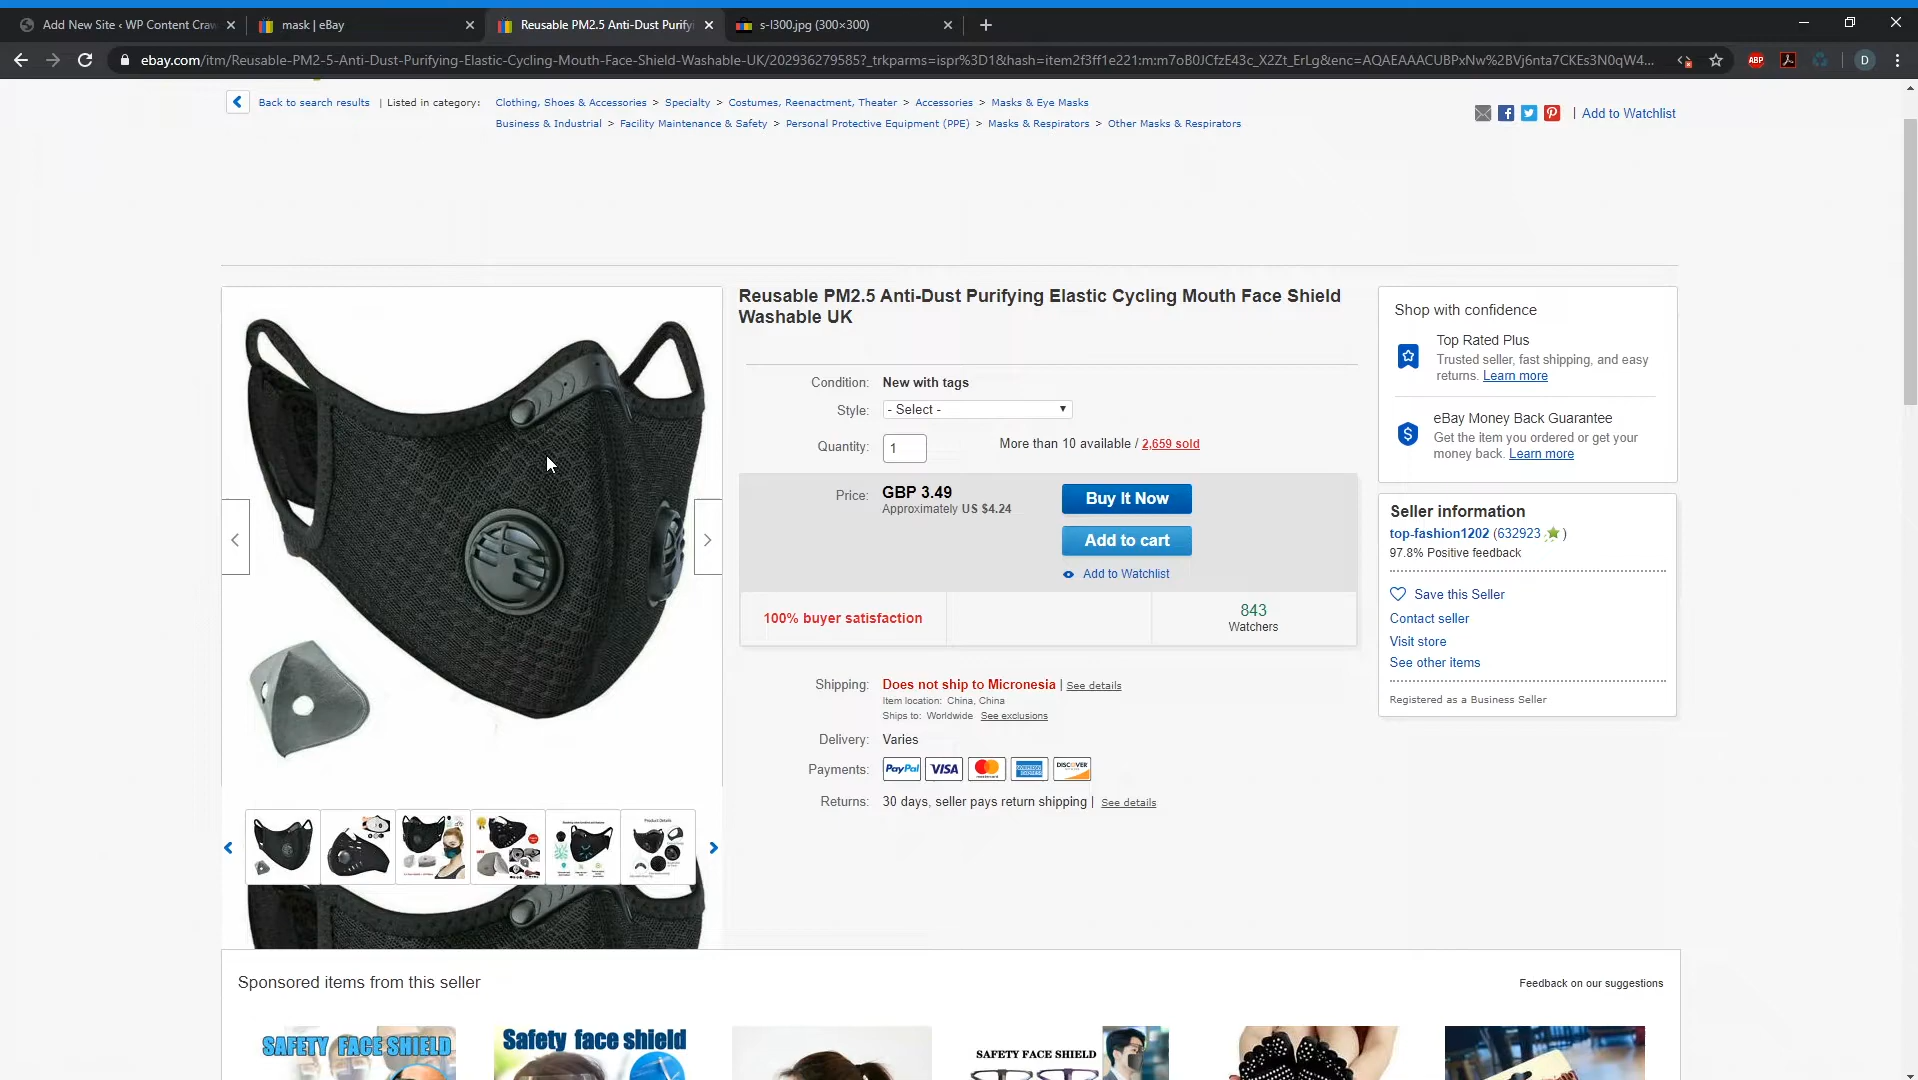 Add New Site ‹ WP Content Craw
mask | eBay
Reusable PM2.5 Anti-Dust Purify
s-l300.jpg (300×300)
ebay.com/itm/Reusable-PM2-5-Anti-Dust-Purifying-Elastic-Cycling-Mouth-Face-Shield-Washable-UK/202936279585?_trkparms=ispr%3D1&hash=item2f3ff1e221:m:m7oB0JCfzE43c_X2Zt_ErLg&enc=AQAEAAACUBPxNw%2BVj6nta7CKEs3N0qW4...
ABP
D
Back to search results | Listed in category: Clothing, Shoes & Accessories > Specialty > Costumes, Reenactment, Theater > Accessories > Masks & Eye Masks
Business & Industrial > Facility Maintenance & Safety > Personal Protective Equipment (PPE) > Masks & Respirators > Other Masks & Respirators
| Add to Watchlist
Reusable PM2.5 Anti-Dust Purifying Elastic Cycling Mouth Face Shield
Washable UK
Condition: New with tags
Style: - Select -
Quantity: 1
More than 10 available / 2,659 sold
Price: GBP 3.49
Approximately US $4.24
Buy It Now
Add to cart
Add to Watchlist
100% buyer satisfaction
843
Watchers
Shipping: Does not ship to Micronesia | See details
Item location: China, China
Ships to: Worldwide See exclusions
Delivery: Varies
Payments: PayPal VISA DISCOVER
Returns: 30 days, seller pays return shipping | See details
Shop with confidence
Top Rated Plus
Trusted seller, fast shipping, and easy
returns. Learn more
eBay Money Back Guarantee
Get the item you ordered or get your
money back. Learn more
Seller information
top-fashion1202 (632923 )
97.8% Positive feedback
Save this Seller
Contact seller
Visit store
See other items
Registered as a Business Seller
Product Details
Sponsored items from this seller
Feedback on our suggestions
SAFETY FACE SHIELD
Safety face shield
SAFETY FACE SHIELD